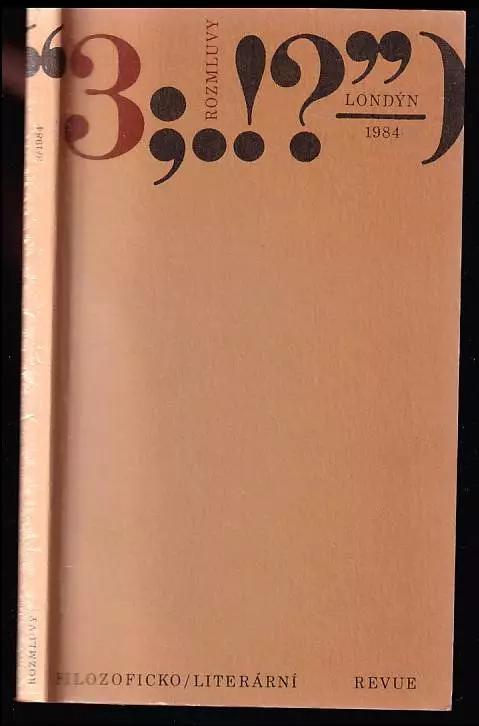 “3;.!?”)
ROZMLUVY
LONDÝN
1984
FILOZOFICKO/LITERÁRNÍ REVUE
3/1984
ROZMLUVY